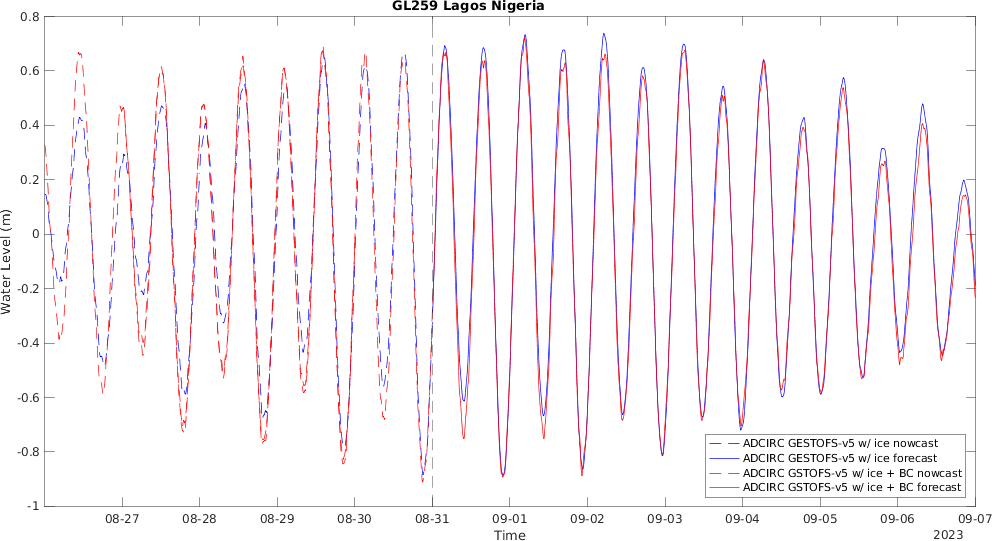 GL259 Lagos Nigeria
Water Level (m)
0.8
0.6
0.4
0.2
0
-0.2
-0.4
-0.6
-0.8
-1
ADCIRC GESTOFS-v5 w/ ice nowcast
ADCIRC GESTOFS-v5 w/ ice forecast
ADCIRC GSTOFS-v5 w/ ice + BC nowcast
ADCIRC GSTOFS-v5 w/ ice + BC forecast
08-27 08-28 08-29 08-30 08-31 09-01 09-02 09-03 09-04 09-05 09-06 09-07
Time
2023